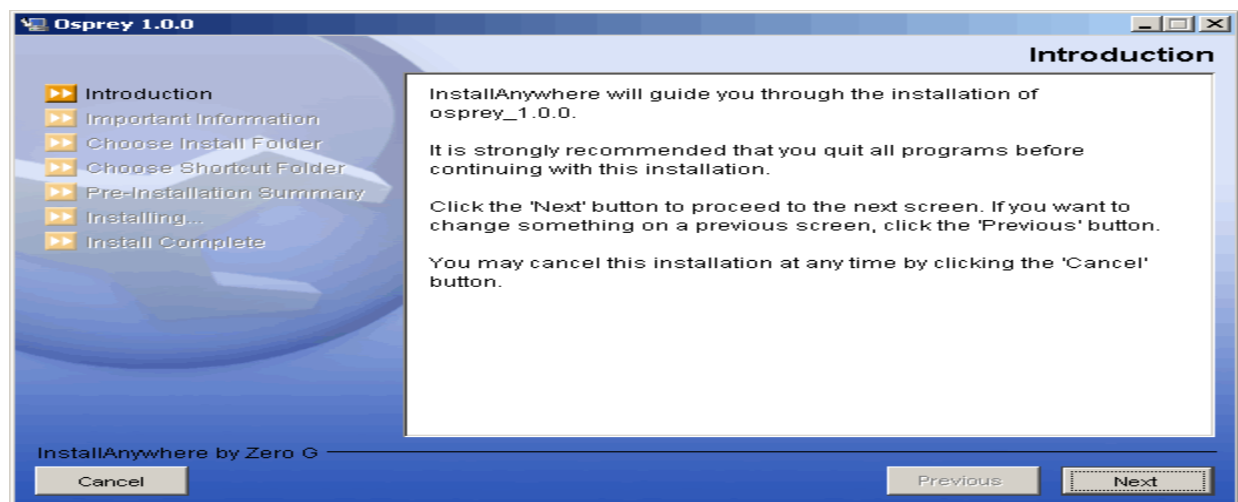 Osprey 1.0.0
Introduction
Introduction
Important Information
Choose Install Folder
Choose Shortcut Folder
Pre-Installation Summary
Installing...
Install Complete
InstallAnywhere will guide you through the installation of
osprey_1.0.0.
It is strongly recommended that you quit all programs before
continuing with this installation.
Click the 'Next' button to proceed to the next screen. If you want to
change something on a previous screen, click the 'Previous' button.
You may cancel this installation at any time by clicking the 'Cancel'
button.
InstallAnywhere by Zero G
Cancel
Previous
Next